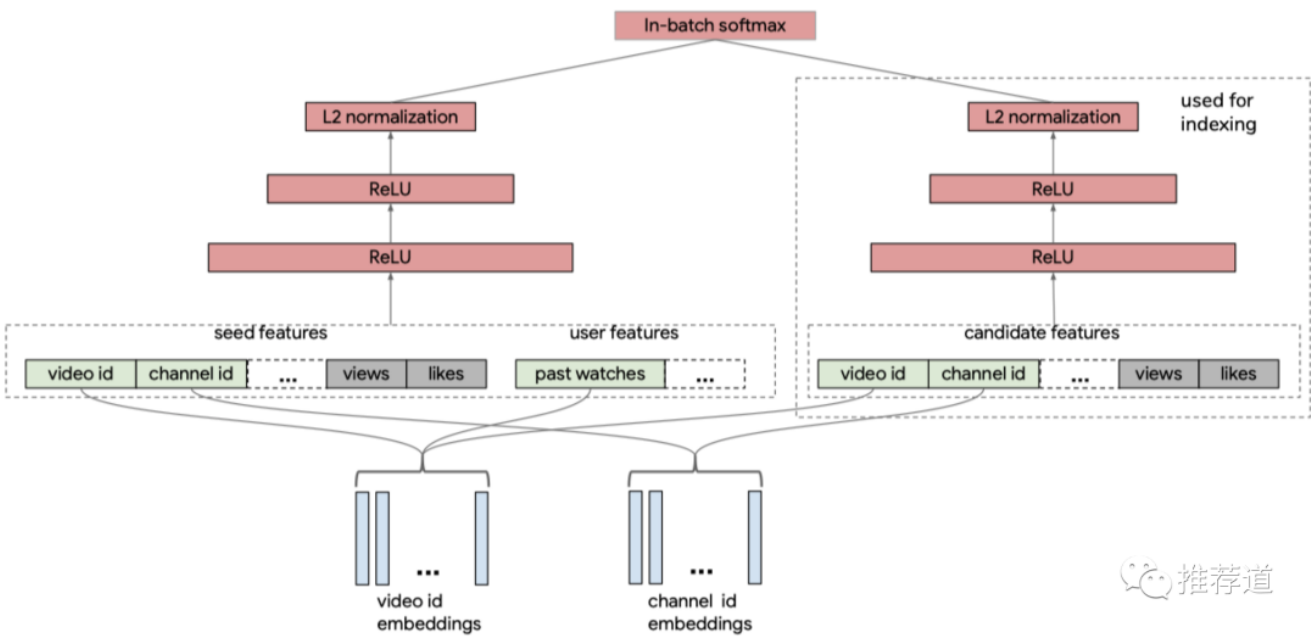 In-batch softmax
L2 normalization
L2 normalization
used for
indexing
ReLU
ReLU
ReLU
ReLU
seed features
user features
candidate features
video id channel id ... views likes
past watches ...
video id channel id ... views likes
...
...
video id
embeddings
channel id
embeddings
推荐道